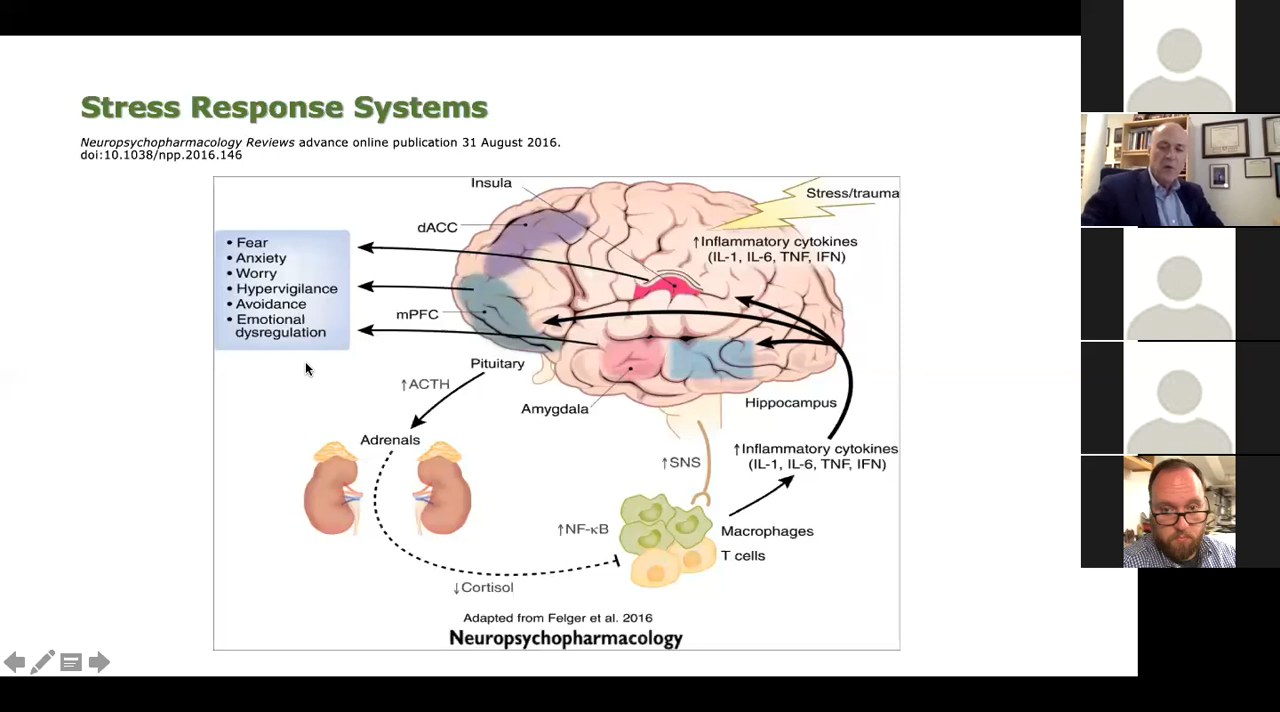 Stress Response Systems
Neuropsychopharmacology Reviews advance online publication 31 August 2016.
doi:10.1038/npp.2016.146
Insula
Stress/trauma
dACC
↑Inflammatory cytokines
(IL-1, IL-6, TNF, IFN)
• Fear
• Anxiety
• Worry
• Hypervigilance
• Avoidance
• Emotional
dysregulation
mPFC
Pituitary
↑ACTH
Amygdala
Hippocampus
Adrenals
↑Inflammatory cytokines
(IL-1, IL-6, TNF, IFN)
↑SNS
↑NF-κB
Macrophages
T cells
↓Cortisol
Adapted from Felger et al. 2016
Neuropsychopharmacology